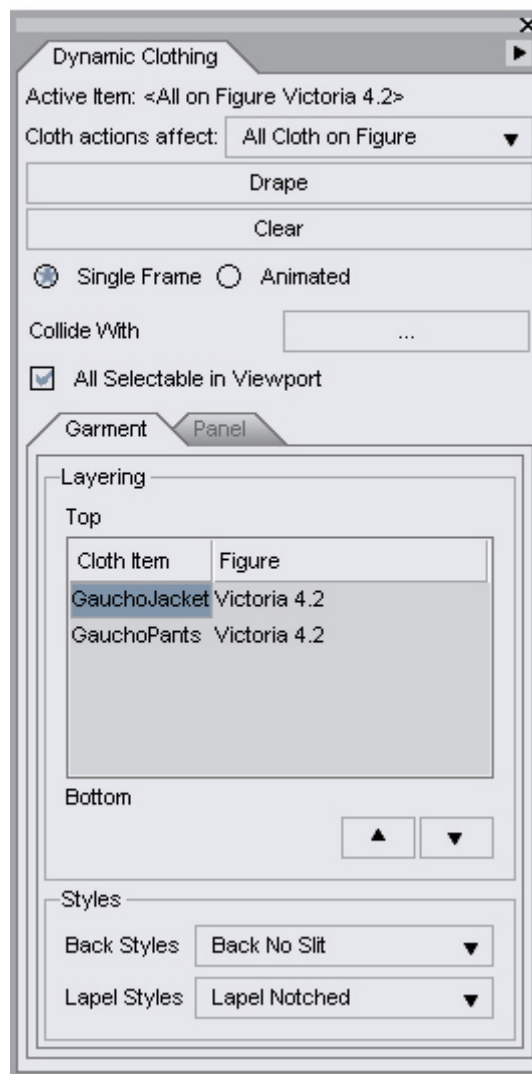 Dynamic Clothing
Active Item: <All on Figure Victoria 4.2>
Cloth actions affect: All Cloth on Figure
Drape
Clear
Single Frame Animated
Collide With ...
All Selectable in Viewport
Garment Panel
Layering
Top
Cloth Item Figure
GauchoJacket Victoria 4.2
GauchoPants Victoria 4.2
Bottom
Styles
Back Styles Back No Slit
Lapel Styles Lapel Notched